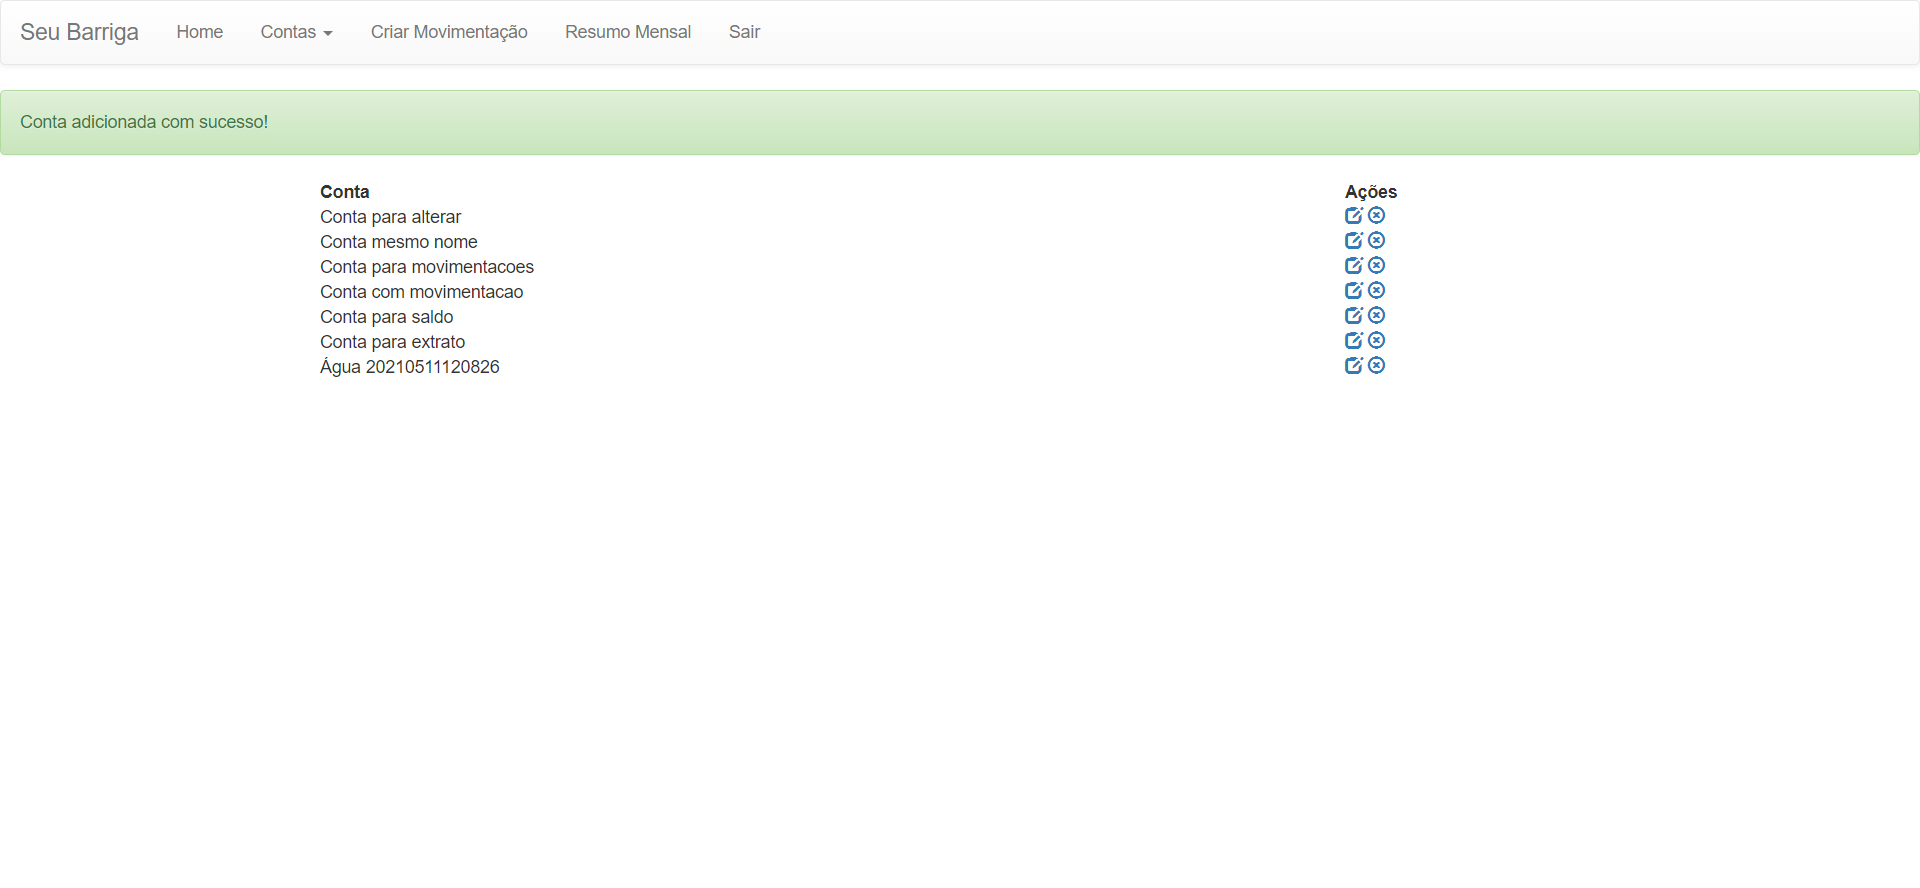 Seu Barriga Home Contas Criar Movimentação Resumo Mensal Sair
Conta adicionada com sucesso!
Conta Ações
Conta para alterar
Conta mesmo nome
Conta para movimentacoes
Conta com movimentacao
Conta para saldo
Conta para extrato
Água 20210511120826